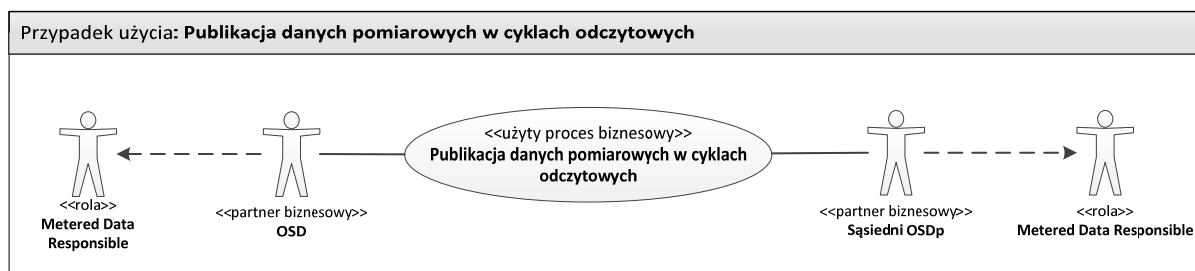 Przypadek użycia: Publikacja danych pomiarowych w cyklach odczytowych
<<użyty proces biznesowy>>
Publikacja danych pomiarowych w cyklach
odczytowych
<<rola>>
Metered Data
Responsible
<<partner biznesowy>>
OSD
<<partner biznesowy>>
Sąsiedni OSDp
<<rola>>
Metered Data Responsible